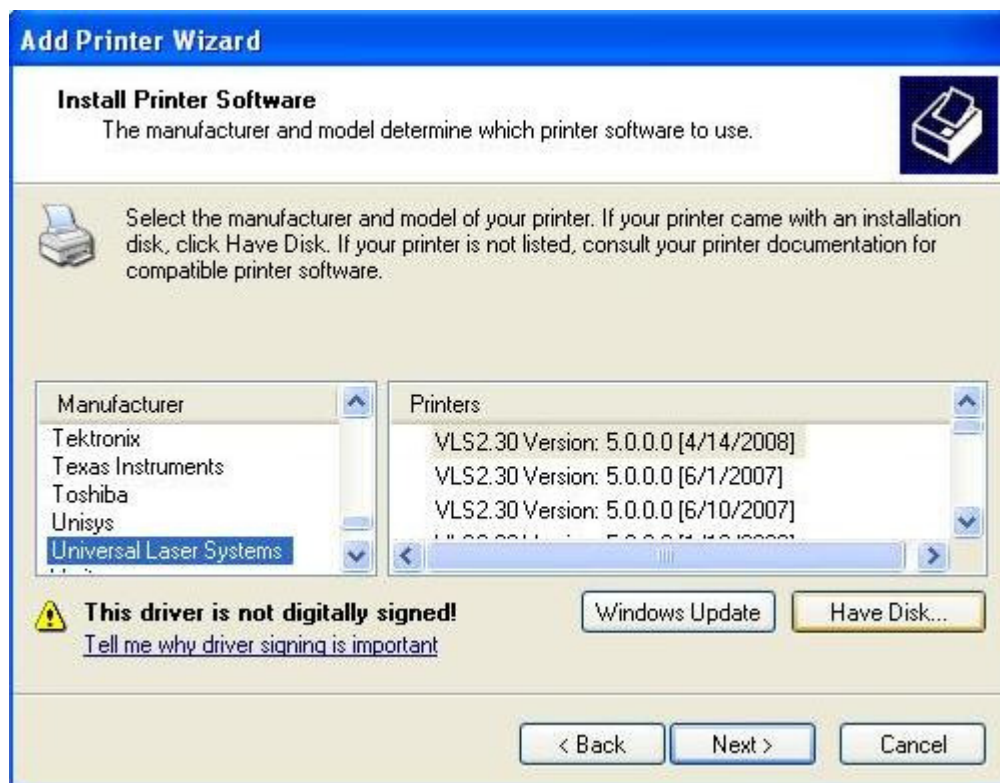 Add Printer Wizard
Install Printer Software
The manufacturer and model determine which printer software to use.
Select the manufacturer and model of your printer. If your printer came with an installation
disk, click Have Disk. If your printer is not listed, consult your printer documentation for
compatible printer software.
Manufacturer
Tektronix
Texas Instruments
Toshiba
Unisys
Universal Laser Systems
Printers
VLS2.30 Version: 5.0.0.0 [4/14/2008]
VLS2.30 Version: 5.0.0.0 [6/1/2007]
VLS2.30 Version: 5.0.0.0 [6/10/2007]
This driver is not digitally signed!
Tell me why driver signing is important
Windows Update
Have Disk...
< Back
Next >
Cancel